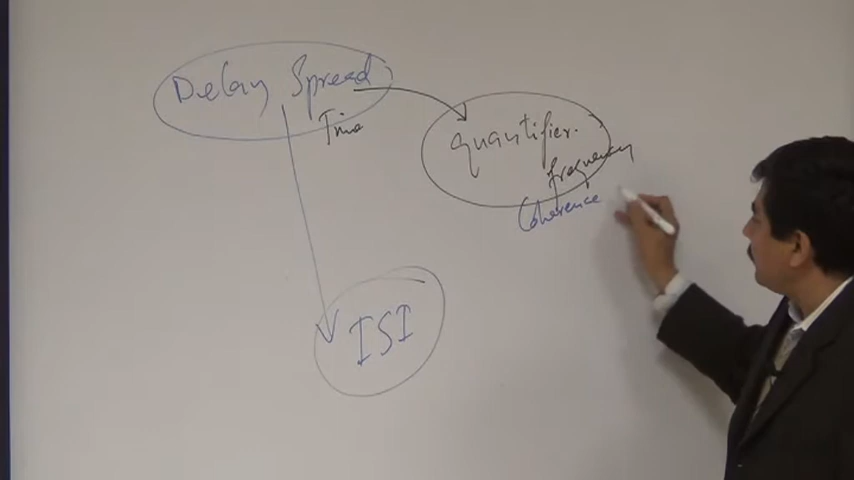 Delay Spread
Time
Quantifier.
frequency
Coherence
ISI